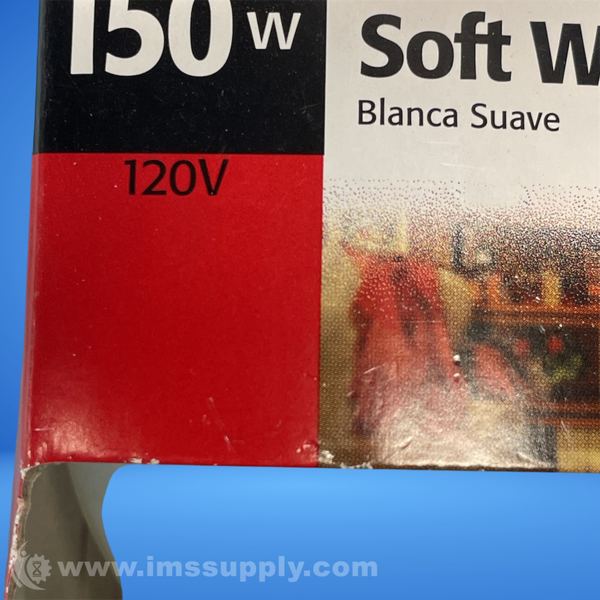 150 W
Soft W
Blanca Suave
120V
www.imssupply.com